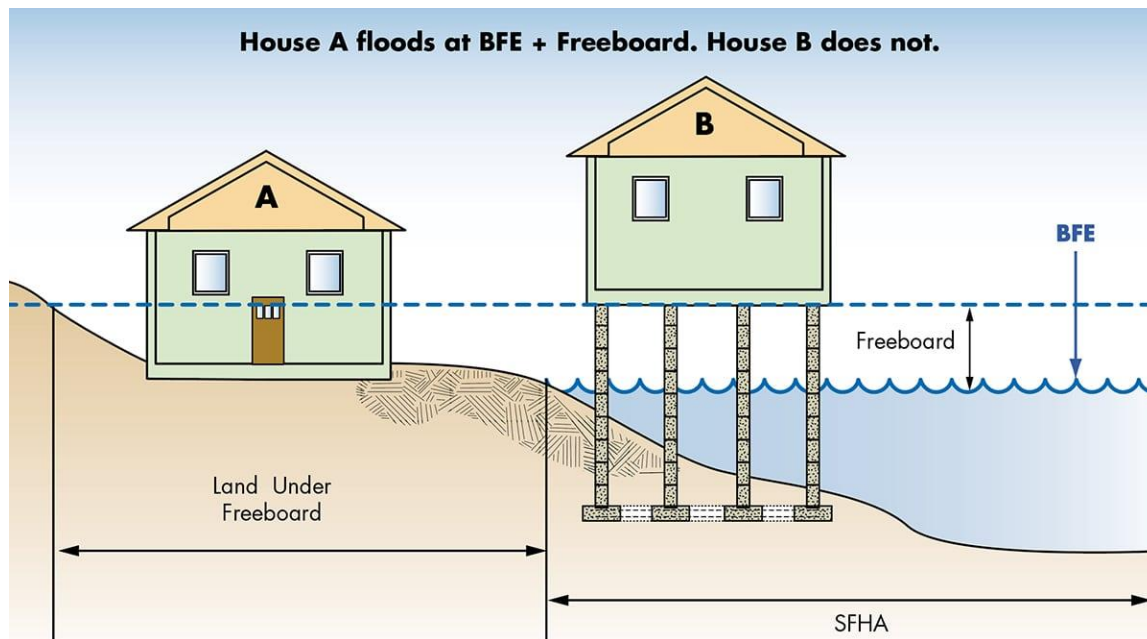 House A floods at BFE + Freeboard. House B does not.
A
B
BFE
Freeboard
Land Under
Freeboard
SFHA